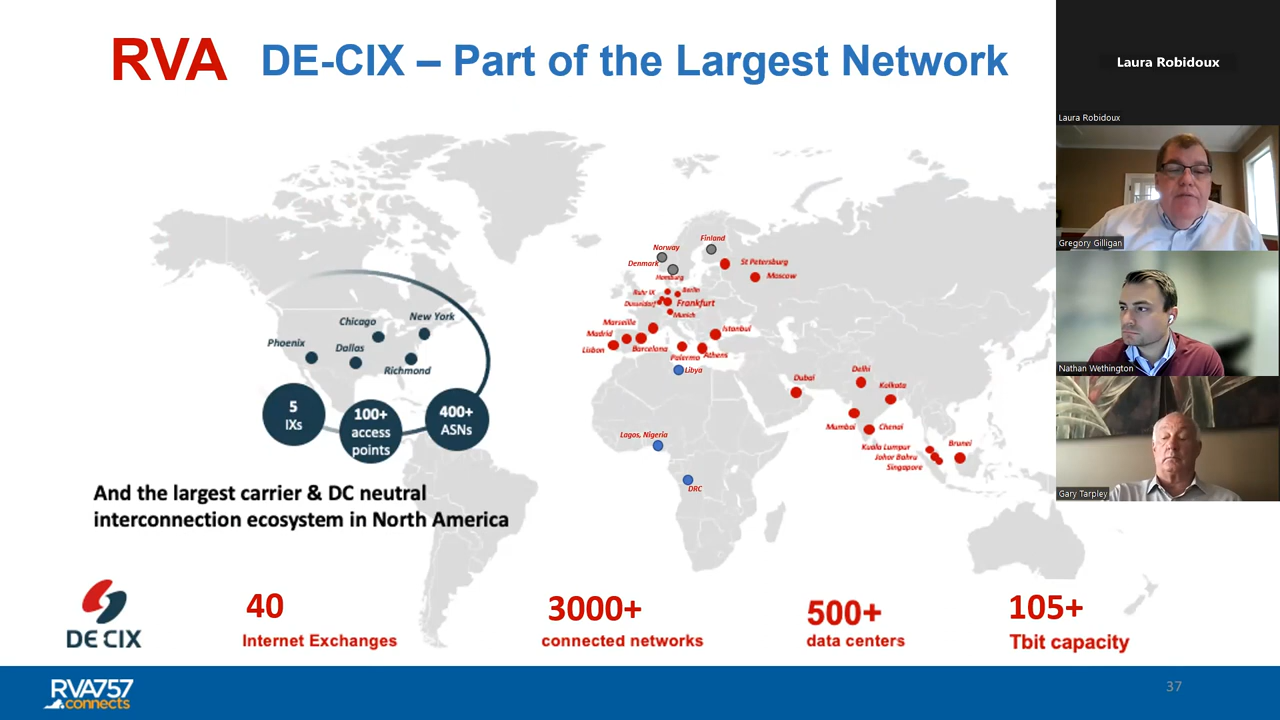 RVA DE-CIX – Part of the Largest Network
Laura Robidoux
Laura Robidoux
Gregory Gilligan
Nathan Wethington
Gary Tarpley
Finland
Norway
Denmark
Hamburg
St Petersburg
Moscow
Ruhr IX
Berlin
Dusseldorf
Frankfurt
Munich
Marseille
Madrid
Lisbon
Barcelona
Istanbul
Palermo
Athens
Libya
Lagos, Nigeria
DRC
Dubai
Delhi
Kolkata
Mumbai
Chenai
Kuala Lumpur
Johor Bahru
Singapore
Brunei
New York
Chicago
Phoenix
Dallas
Richmond
5
IXs
100+
access
points
400+
ASNs
And the largest carrier & DC neutral
interconnection ecosystem in North America
DE CIX
40
Internet Exchanges
3000+
connected networks
500+
data centers
105+
Tbit capacity
RVA757
connects
37